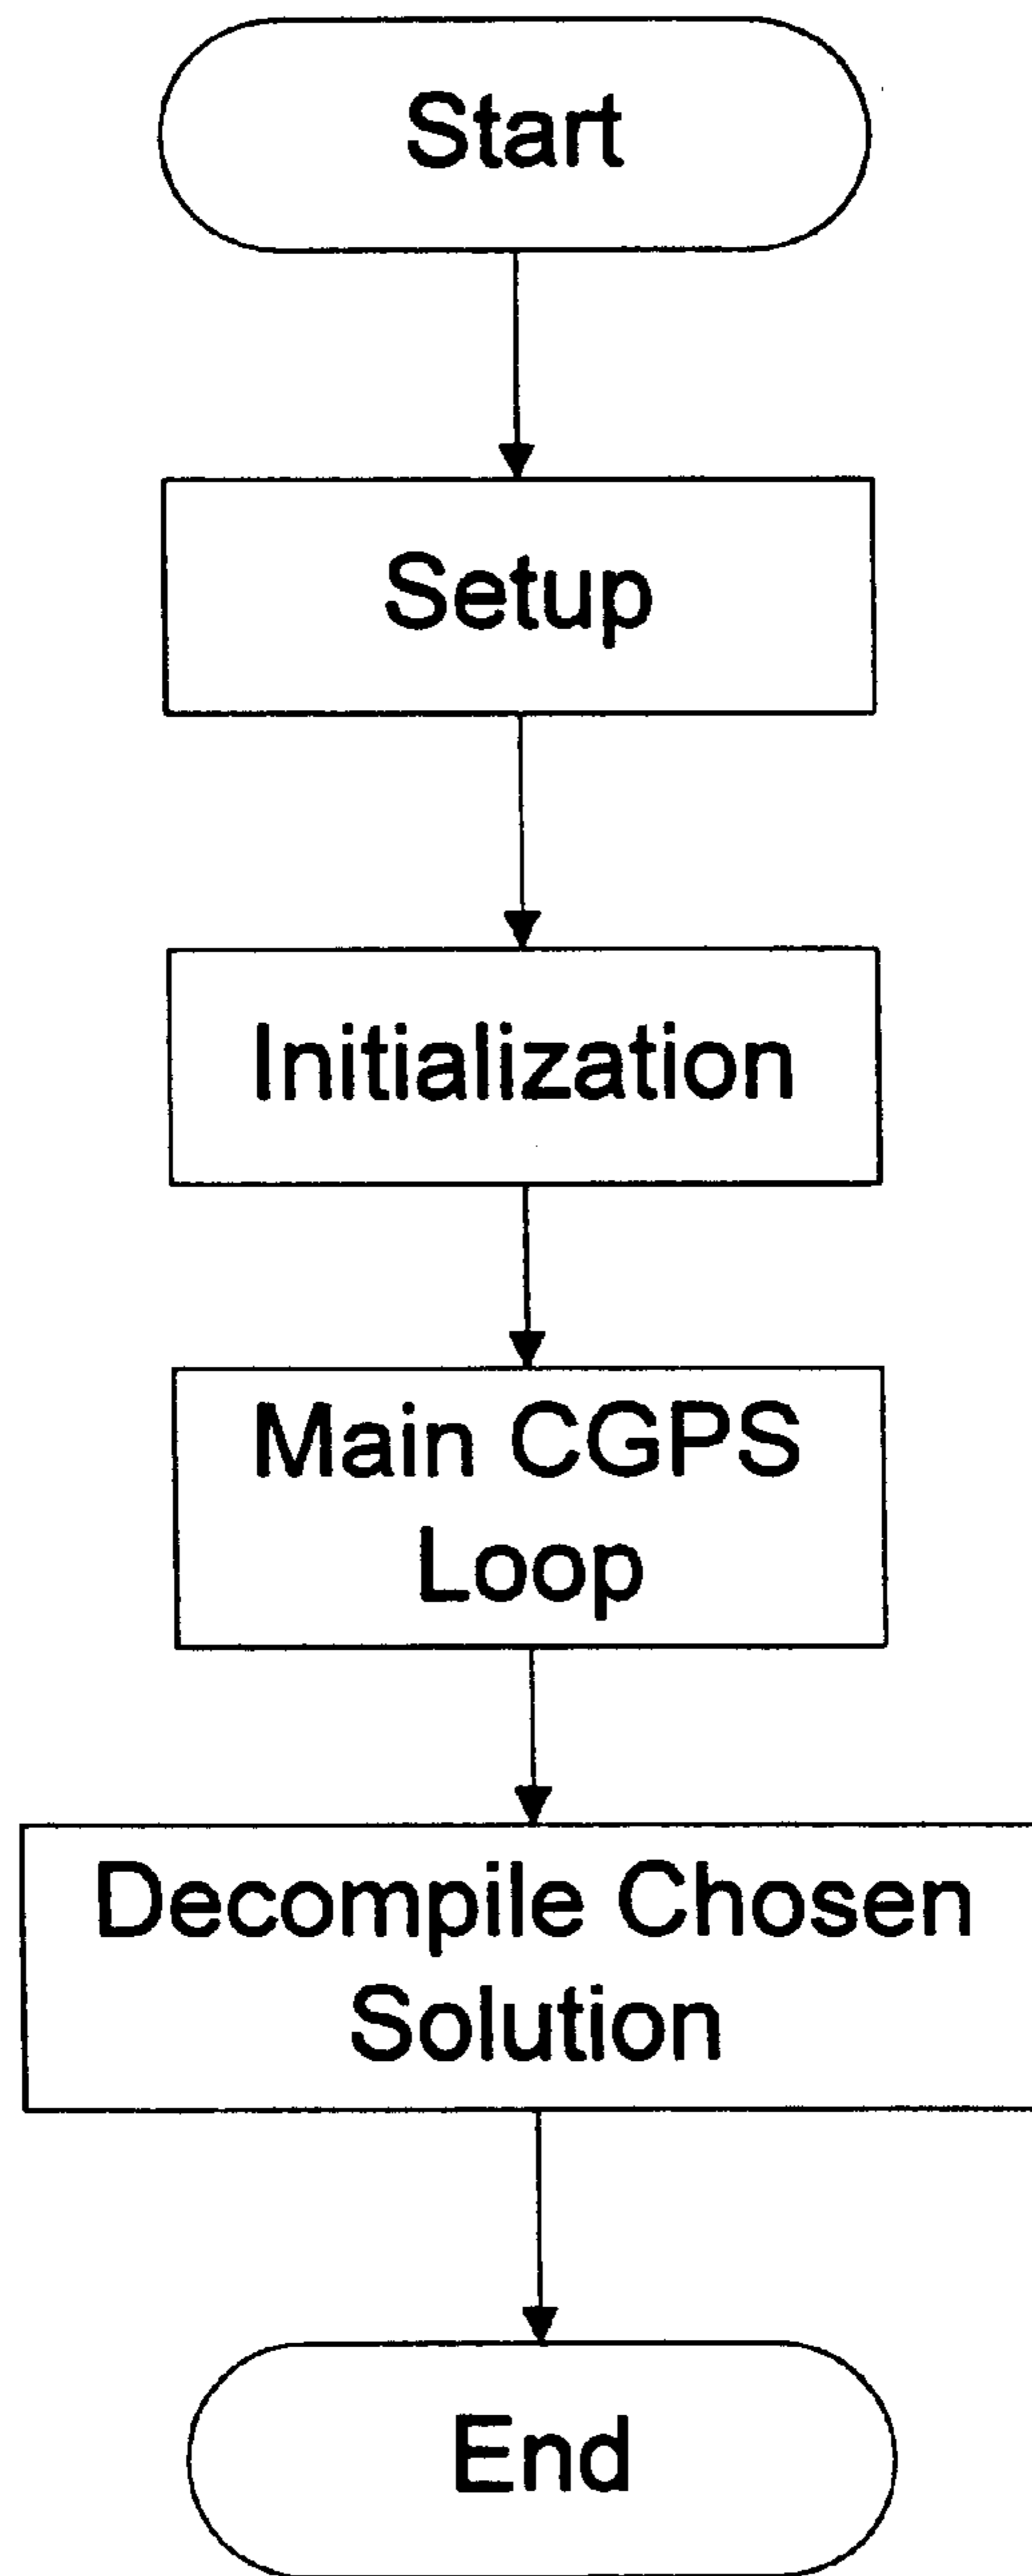 Start
Setup
Initialization
Main CGPS
Loop
Decompile Chosen
Solution
End